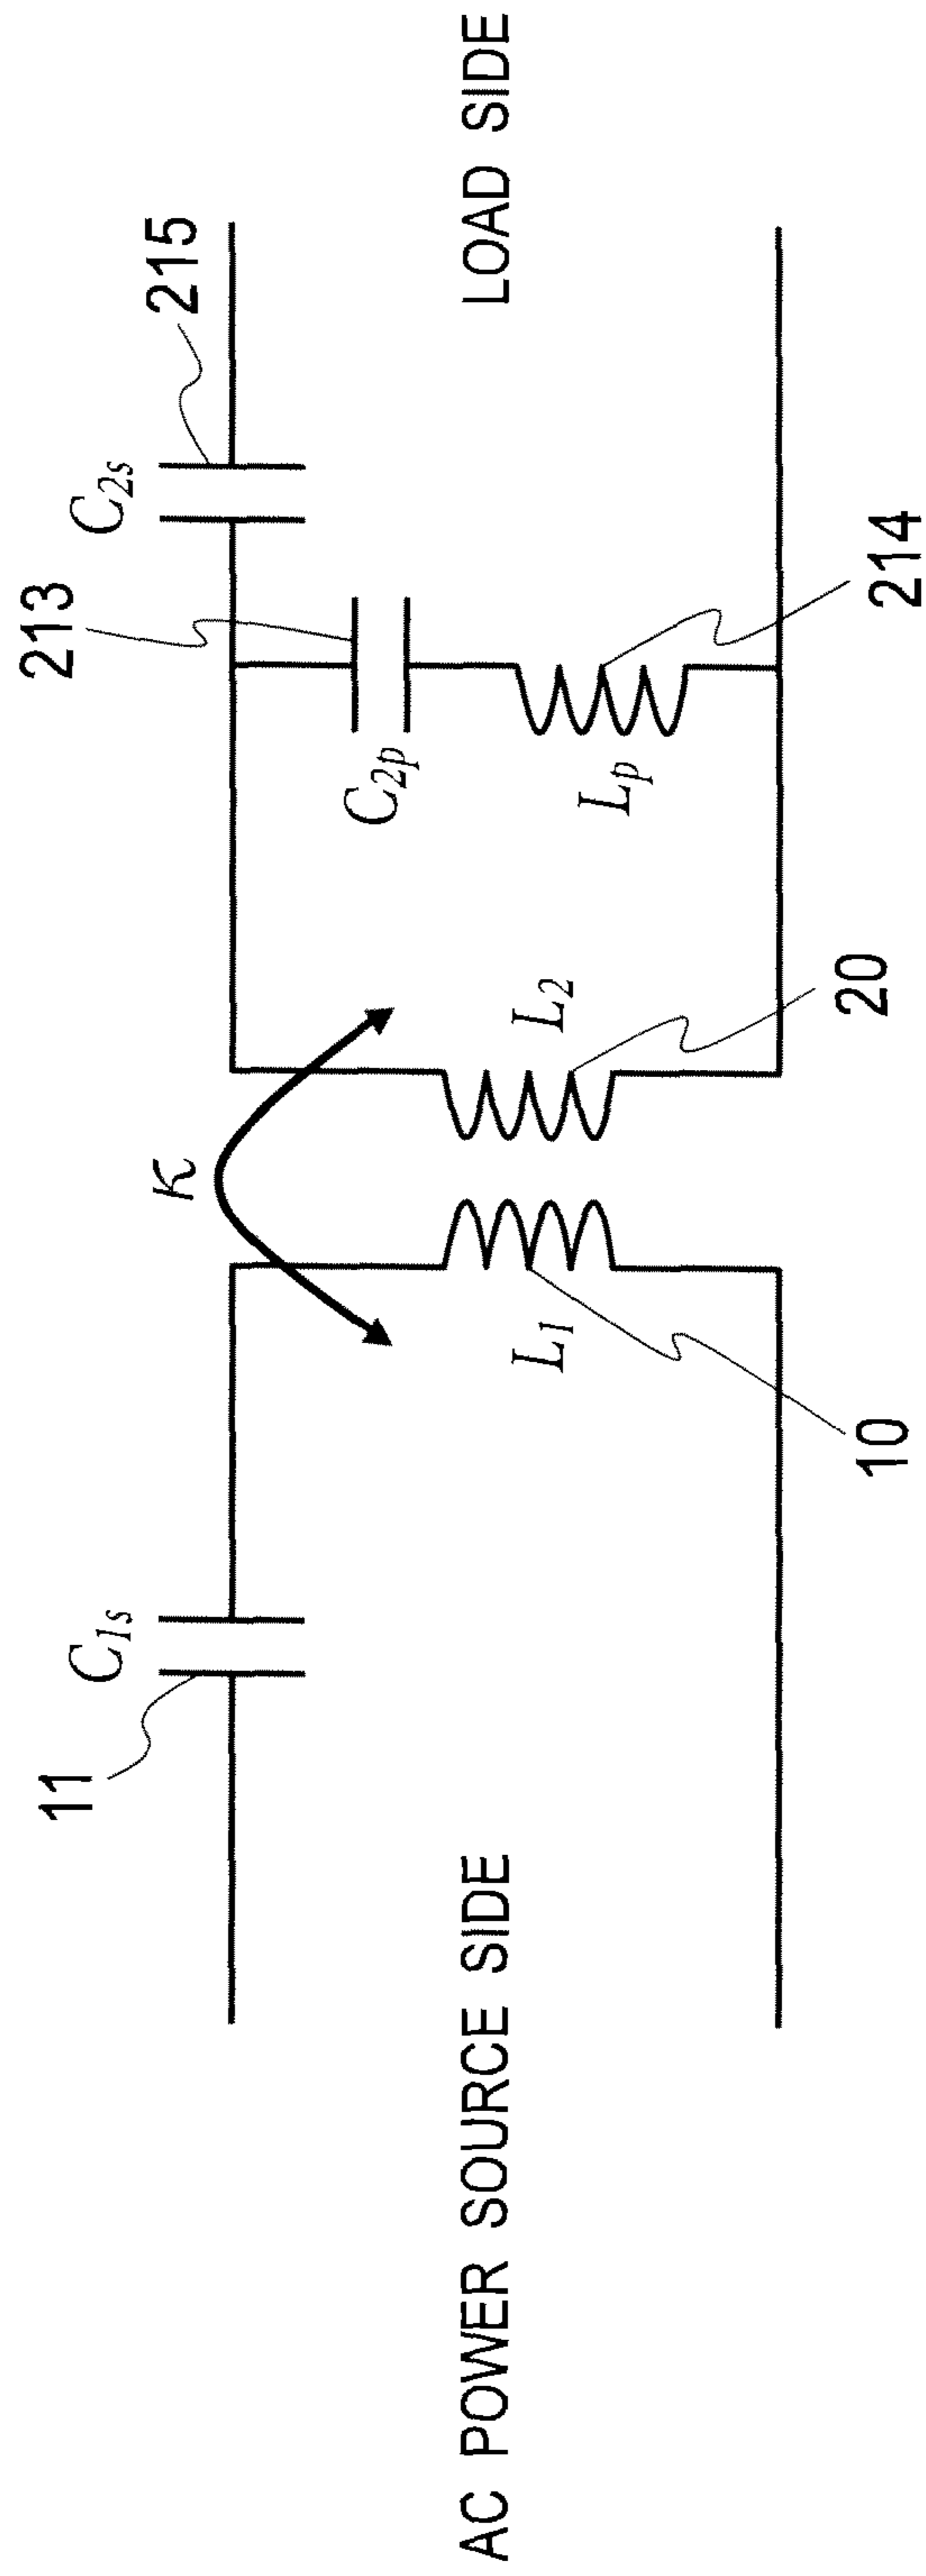 11
C1s
κ
213
C2s
215
C2p
AC POWER SOURCE SIDE
L1
L2
Lp
LOAD SIDE
10
20
214